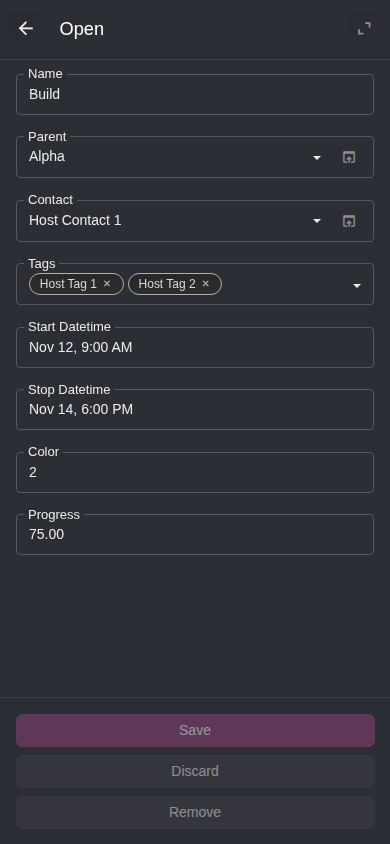 Open
Name
Build
Parent
Alpha
Contact
Host Contact 1
Tags
Host Tag 1 × Host Tag 2 ×
Start Datetime
Nov 12, 9:00 AM
Stop Datetime
Nov 14, 6:00 PM
Color
2
Progress
75.00
Save
Discard
Remove